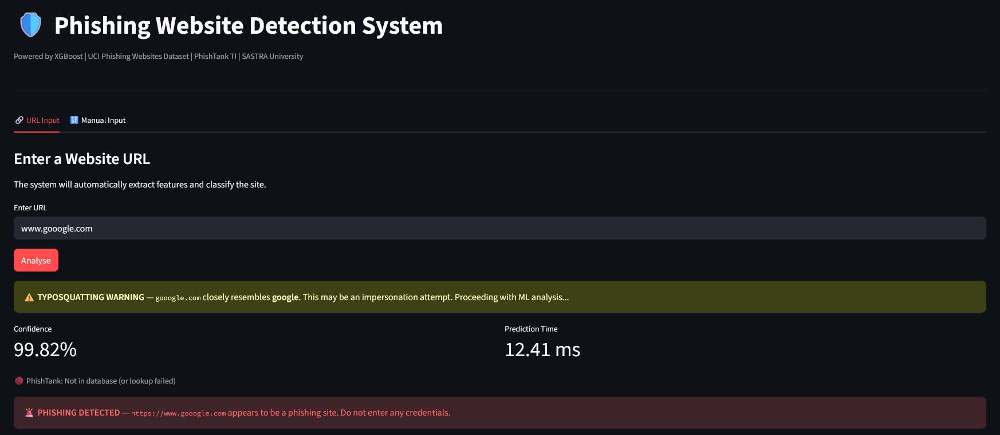 Phishing Website Detection System
Powered by XGBoost | UCI Phishing Websites Dataset | PhishTank TI | SASTRA University
URL Input Manual Input
Enter a Website URL
The system will automatically extract features and classify the site.
Enter URL
www.gooogle.com
Analyse
TYPOSQUATTING WARNING — gooogle.com closely resembles google. This may be an impersonation attempt. Proceeding with ML analysis...
Confidence Prediction Time
99.82% 12.41 ms
PhishTank: Not in database (or lookup failed)
PHISHING DETECTED — https://www.gooogle.com appears to be a phishing site. Do not enter any credentials.